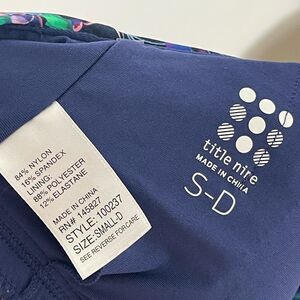 84% NYLON
16% SPANDEX
LINING:
88% POLYESTER
12% ELASTANE
MADE IN CHINA
RN# 145827
STYLE: 100237
SIZE: SMALL-D
SEE REVERSE FOR CARE
title nine
MADE IN CHINA
S-D